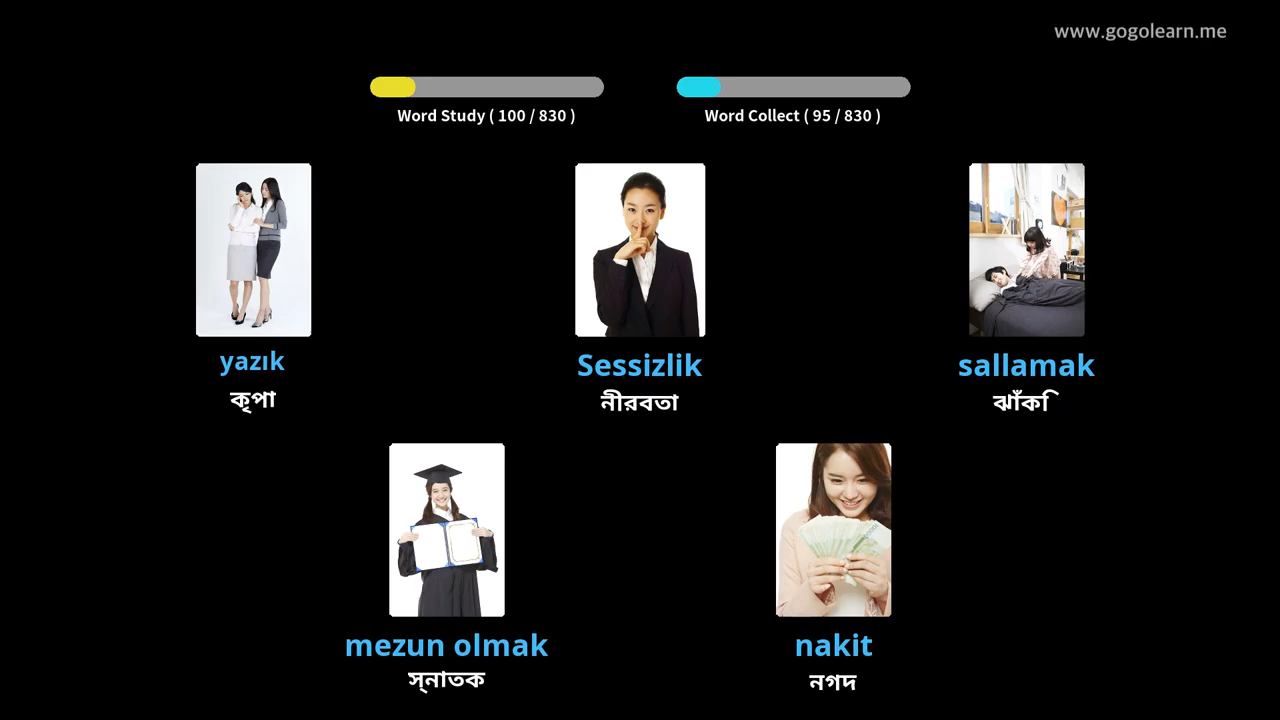 www.gogolearn.me
Word Study ( 100 / 830 )
Word Collect ( 95 / 830 )
yazık
Sessizlik
sallamak
কৃপা
নীরবতা
ঝাঁকি
mezun olmak
nakit
স্নাতক
নগদ